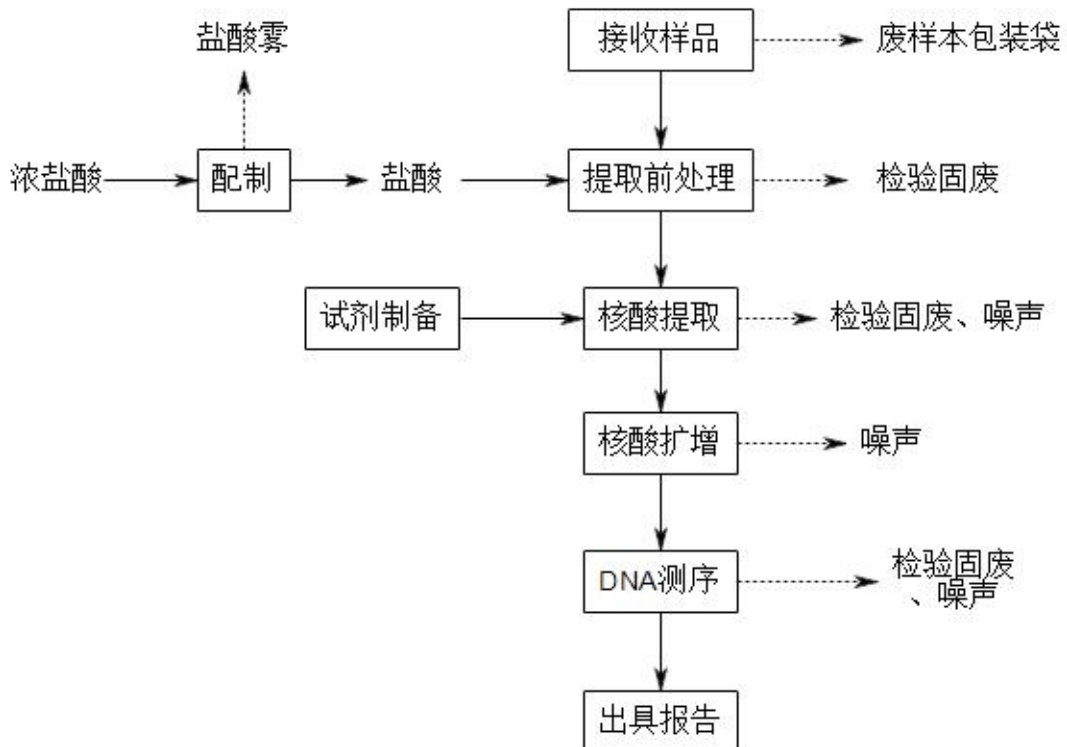 盐酸雾
接收样品
废样本包装袋
浓盐酸
配制
盐酸
提取前处理
检验固废
试剂制备
核酸提取
检验固废、噪声
核酸扩增
噪声
DNA测序
检验固废
、噪声
出具报告